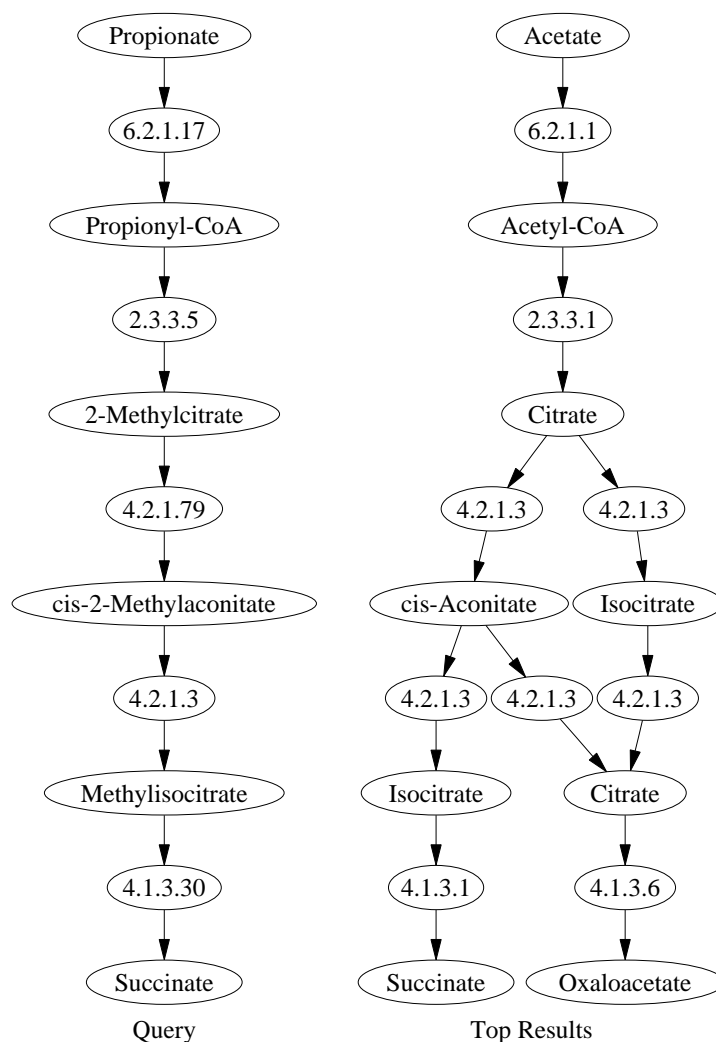 Propionate
6.2.1.17
Propionyl-CoA
2.3.3.5
2-Methylcitrate
4.2.1.79
cis-2-Methylaconitate
4.2.1.3
Methylisocitrate
4.1.3.30
Succinate
Query
Acetate
6.2.1.1
Acetyl-CoA
2.3.3.1
Citrate
4.2.1.3 4.2.1.3
cis-Aconitate Isocitrate
4.2.1.3 4.2.1.3 4.2.1.3
Isocitrate Citrate
4.1.3.1 4.1.3.6
Succinate Oxaloacetate
Top Results